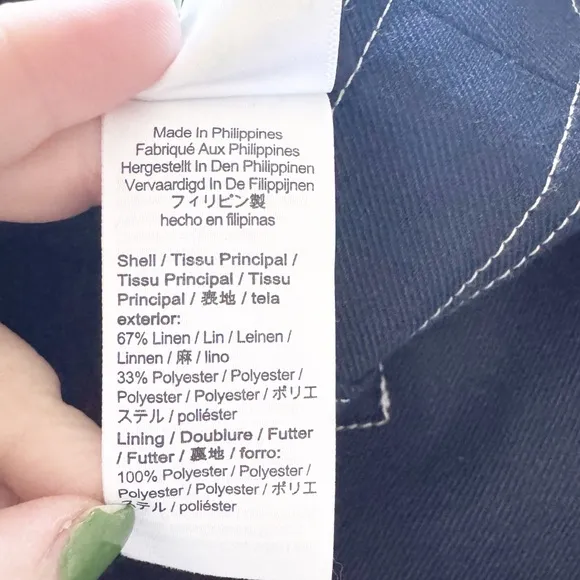 Made In Philippines
Fabriqué Aux Philippines
Hergestellt In Den Philippinen
Vervaardigd In De Filippijnen
フィリピン製
hecho en filipinas
Shell / Tissu Principal /
Tissu Principal / Tissu
Principal / 表地 / tela
exterior:
67% Linen / Lin / Leinen /
Linnen / 麻 / lino
33% Polyester / Polyester /
Polyester / Polyester / ポリエ
ステル / poliéster
Lining / Doublure / Futter
/ Futter / 裏地 / forro:
100% Polyester / Polyester /
Polyester / Polyester / ポリエ
ステル / poliéster